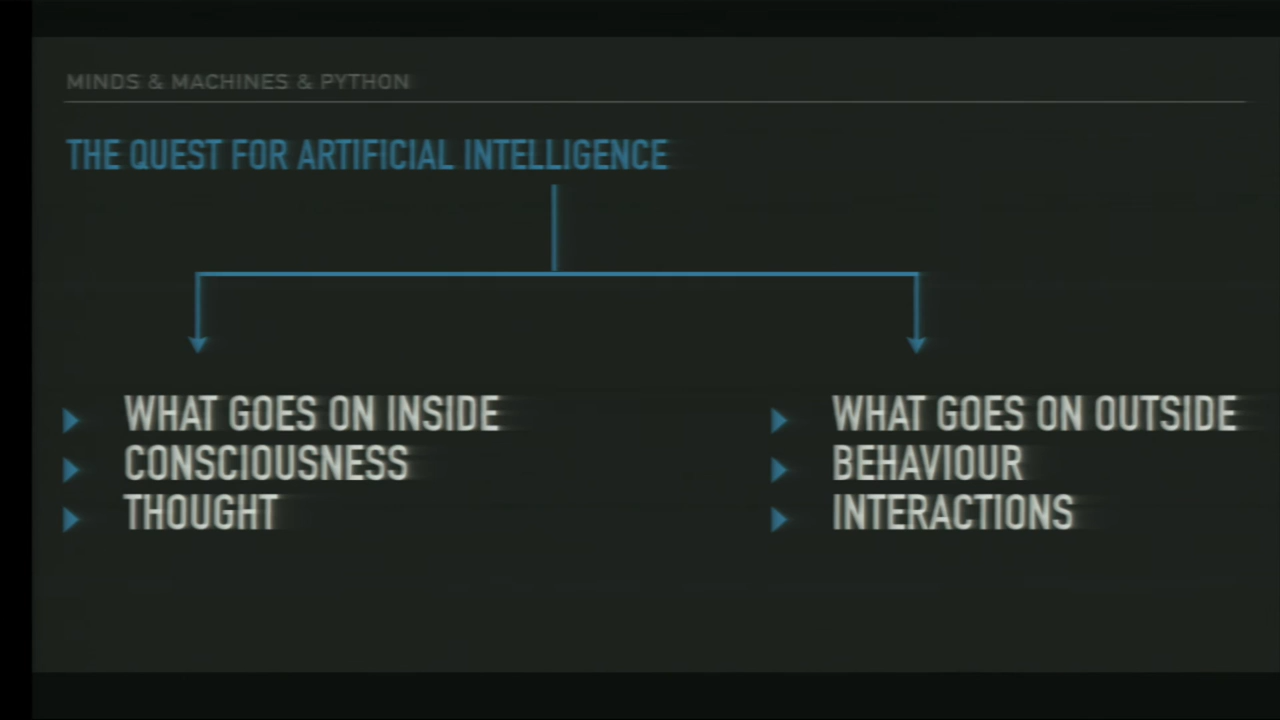 MINDS & MACHINES & PYTHON
THE QUEST FOR ARTIFICIAL INTELLIGENCE
WHAT GOES ON INSIDE
CONSCIOUSNESS
THOUGHT
WHAT GOES ON OUTSIDE
BEHAVIOUR
INTERACTIONS